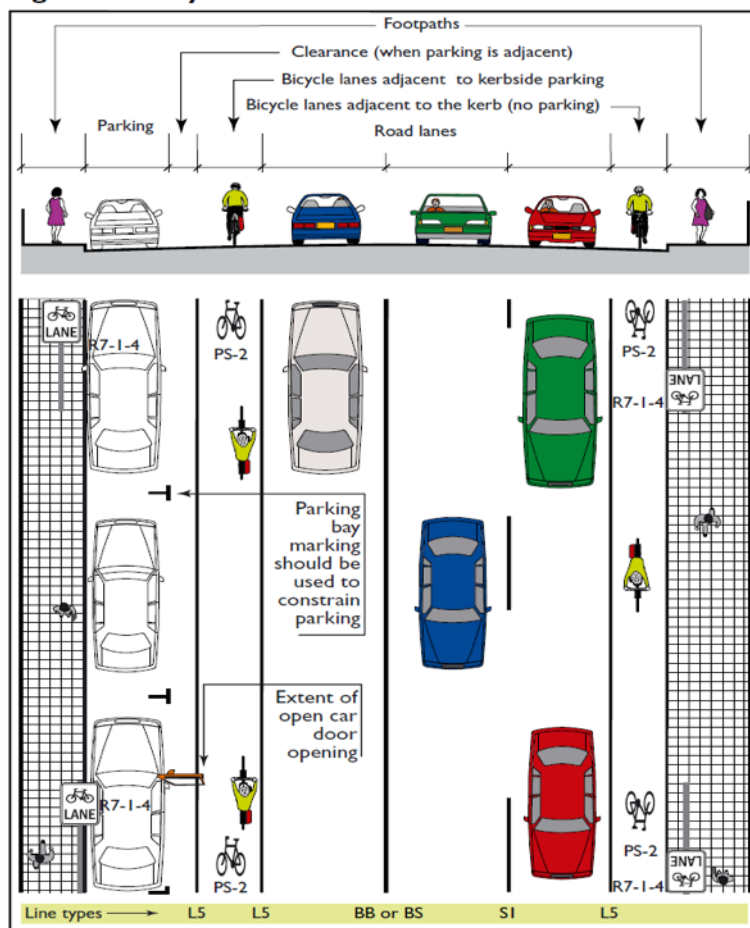 Footpaths
Clearance (when parking is adjacent)
Bicycle lanes adjacent to kerbside parking
Bicycle lanes adjacent to the kerb (no parking)
Parking
Road lanes
LANE
R7-1-4
PS-2
PS-2
R7-1-4
LANE
Parking
bay
marking
should be
used to
constrain
parking
Extent of
open car
door
opening
LANE
R7-1-4
PS-2
PS-2
R7-1-4
LANE
Line types
L5
L5
BB or BS
S1
L5